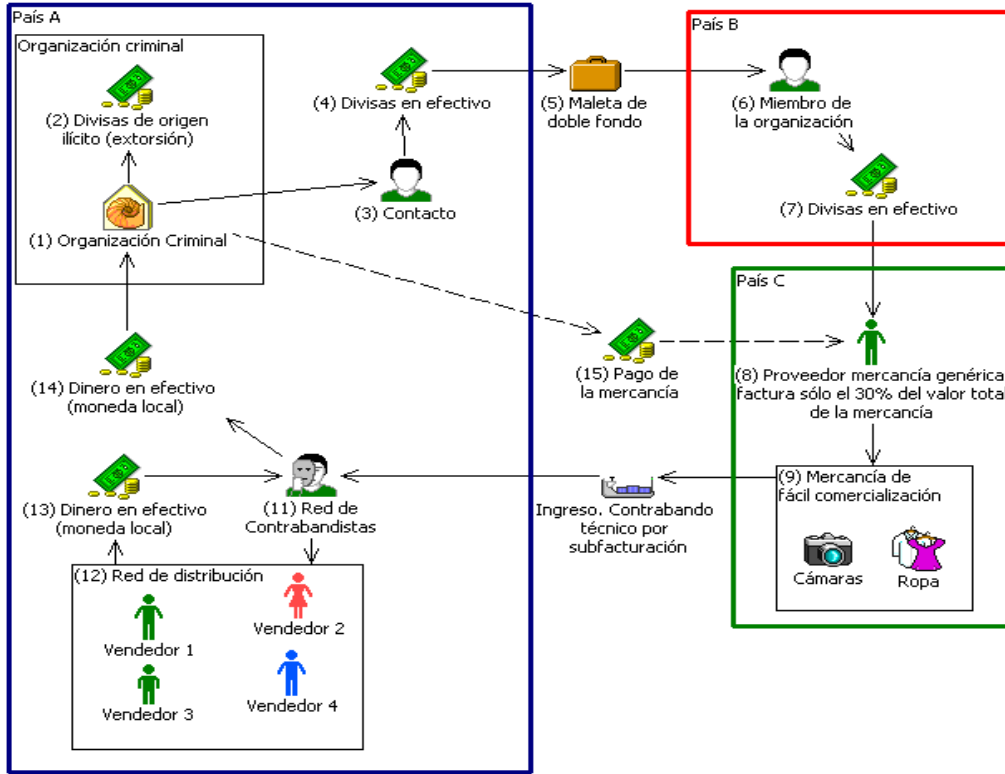 País A
Organización criminal
(2) Divisas de origen
ilícito (extorsión)
(1) Organización Criminal
(4) Divisas en efectivo
(3) Contacto
(5) Maleta de
doble fondo
País B
(6) Miembro de
la organización
(7) Divisas en efectivo
País C
(8) Proveedor mercancía genérica
factura sólo el 30% del valor total
de la mercancía
(9) Mercancía de
fácil comercialización
Cámaras
Ropa
Ingreso. Contrabando
técnico por
subfacturación
(11) Red de
Contrabandistas
(12) Red de distribución
Vendedor 1
Vendedor 2
Vendedor 3
Vendedor 4
(13) Dinero en efectivo
(moneda local)
(14) Dinero en efectivo
(moneda local)
(15) Pago de
la mercancía